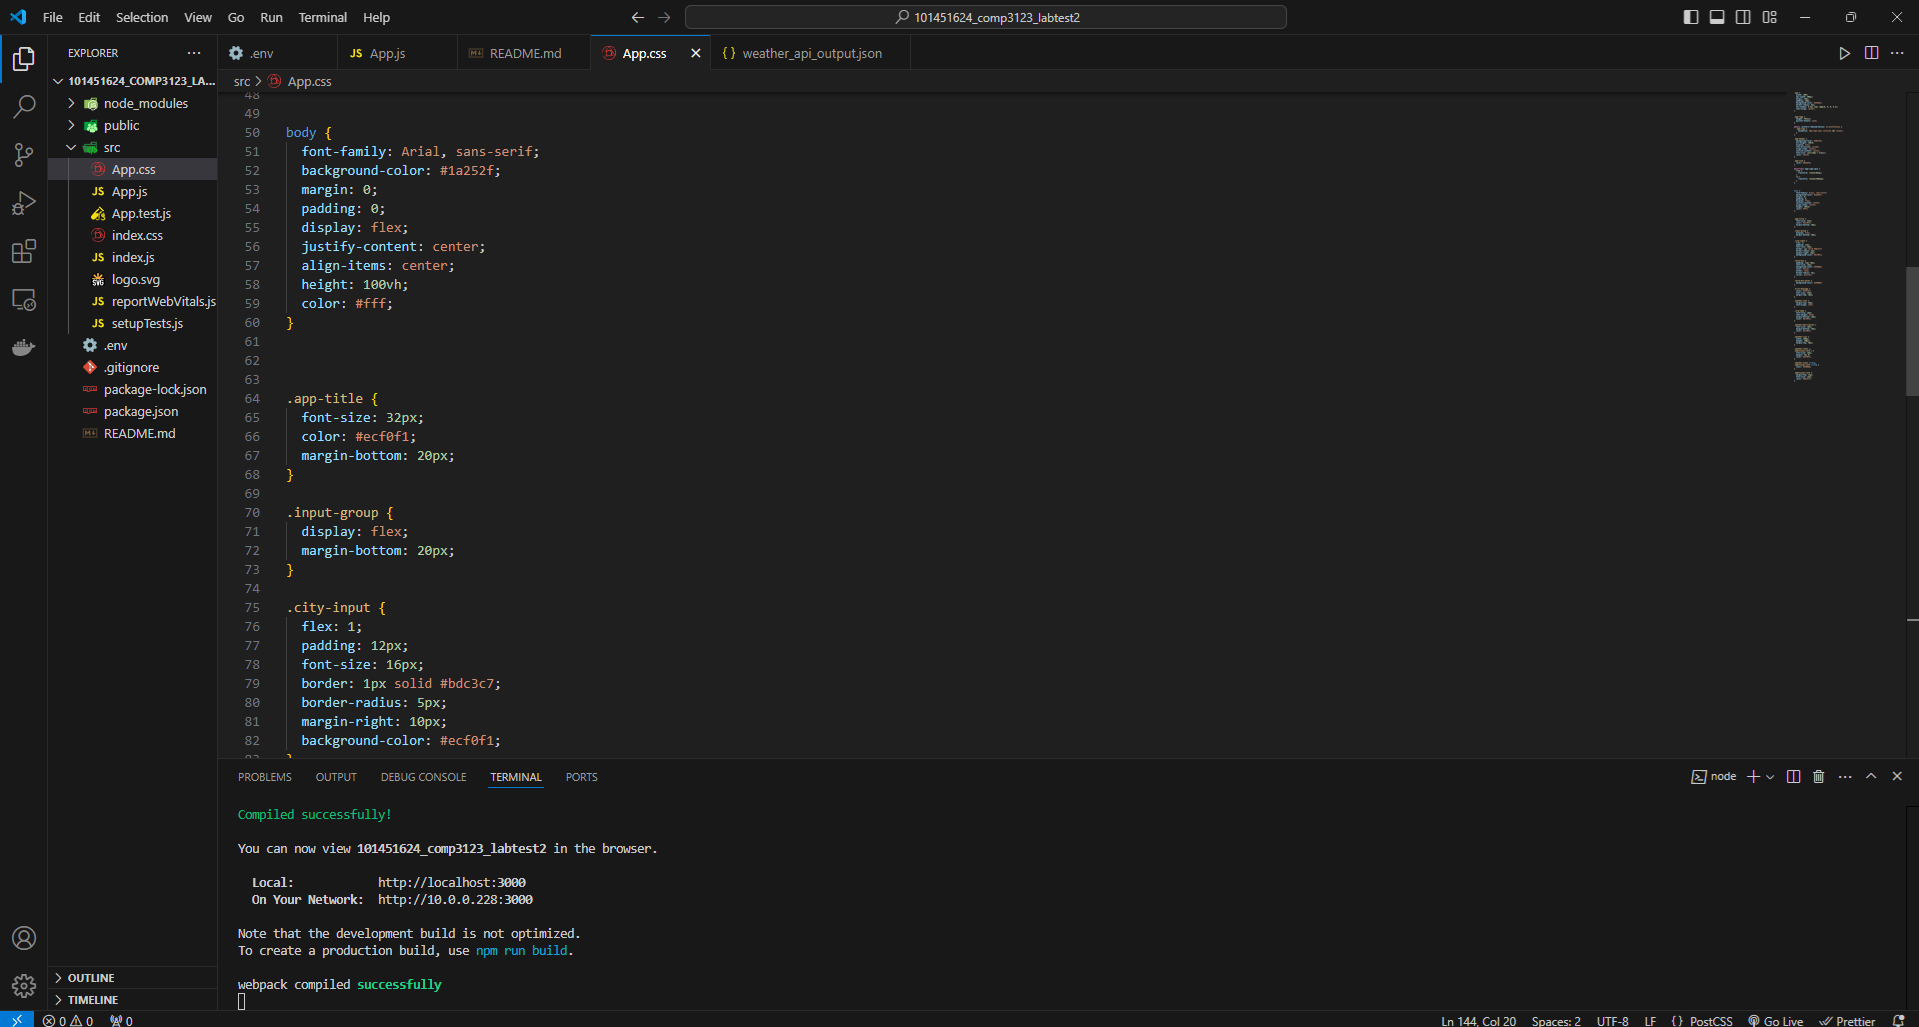 File Edit Selection View Go Run Terminal Help
101451624_comp3123_labtest2
EXPLORER
101451624_COMP3123_LA...
node_modules
public
src
App.css
JS App.js
App.test.js
index.css
JS index.js
logo.svg
JS reportWebVitals.js
JS setupTests.js
.env
.gitignore
package-lock.json
package.json
README.md
OUTLINE
TIMELINE
.env
JS App.js
README.md
App.css
{} weather_api_output.json
src > App.css
48
49
50 body {
51 font-family: Arial, sans-serif;
52 background-color: #1a252f;
53 margin: 0;
54 padding: 0;
55 display: flex;
56 justify-content: center;
57 align-items: center;
58 height: 100vh;
59 color: #fff;
60 }
61
62
63
64 .app-title {
65 font-size: 32px;
66 color: #ecf0f1;
67 margin-bottom: 20px;
68 }
69
70 .input-group {
71 display: flex;
72 margin-bottom: 20px;
73 }
74
75 .city-input {
76 flex: 1;
77 padding: 12px;
78 font-size: 16px;
79 border: 1px solid #bdc3c7;
80 border-radius: 5px;
81 margin-right: 10px;
82 background-color: #ecf0f1;
PROBLEMS OUTPUT DEBUG CONSOLE TERMINAL PORTS
node
Compiled successfully!
You can now view 101451624_comp3123_labtest2 in the browser.
Local: http://localhost:3000
On Your Network: http://10.0.0.228:3000
Note that the development build is not optimized.
To create a production build, use npm run build.
webpack compiled successfully
0 0 0
Ln 144, Col 20 Spaces: 2 UTF-8 LF {} PostCSS Go Live Prettier